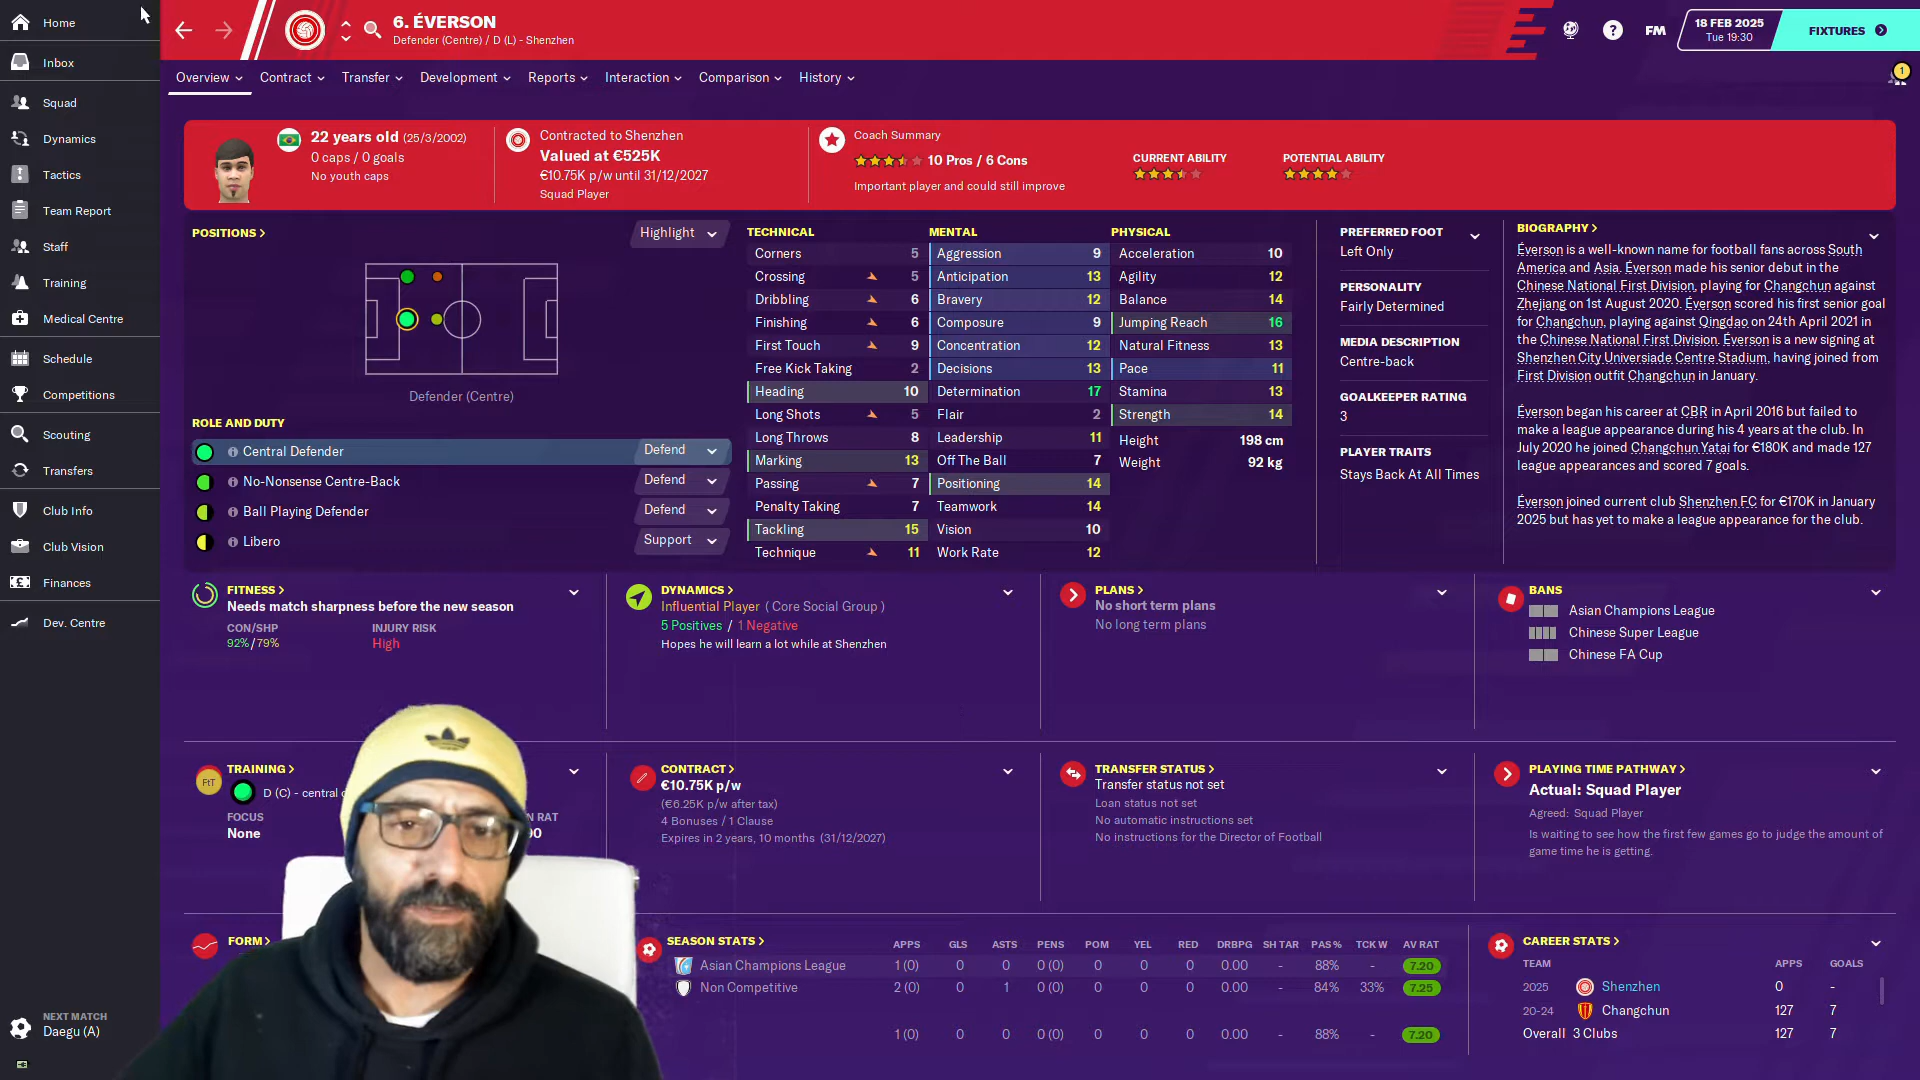 Home
Inbox
Squad
Dynamics
Tactics
Team Report
Staff
Training
Medical Centre
Schedule
Competitions
Scouting
Transfers
Club Info
Club Vision
Finances
Dev. Centre
NEXT MATCH
Daegu (A)
6. ÉVERSON
Defender (Centre) / D (L) - Shenzhen
?
FM
18 FEB 2025
Tue 19:30
FIXTURES
1
Overview
Contract
Transfer
Development
Reports
Interaction
Comparison
History
22 years old (25/3/2002)
0 caps / 0 goals
No youth caps
Contracted to Shenzhen
Valued at €525K
€10.75K p/w until 31/12/2027
Squad Player
Coach Summary
10 Pros / 6 Cons
Important player and could still improve
CURRENT ABILITY
POTENTIAL ABILITY
POSITIONS
Highlight
Defender (Centre)
ROLE AND DUTY
Central Defender Defend
No-Nonsense Centre-Back Defend
Ball Playing Defender Defend
Libero Support
TECHNICAL
Corners 5
Crossing 5
Dribbling 6
Finishing 6
First Touch 9
Free Kick Taking 2
Heading 10
Long Shots 5
Long Throws 8
Marking 13
Passing 7
Penalty Taking 7
Tackling 15
Technique 11
MENTAL
Aggression 9
Anticipation 13
Bravery 12
Composure 9
Concentration 12
Decisions 13
Determination 17
Flair 2
Leadership 11
Off The Ball 7
Positioning 14
Teamwork 14
Vision 10
Work Rate 12
PHYSICAL
Acceleration 10
Agility 12
Balance 14
Jumping Reach 16
Natural Fitness 13
Pace 11
Stamina 13
Strength 14
Height 198 cm
Weight 92 kg
PREFERRED FOOT
Left Only
PERSONALITY
Fairly Determined
MEDIA DESCRIPTION
Centre-back
GOALKEEPER RATING
3
PLAYER TRAITS
Stays Back At All Times
BIOGRAPHY
Éverson is a well-known name for football fans across South
America and Asia. Éverson made his senior debut in the
Chinese National First Division, playing for Changchun against
Zhejiang on 1st August 2020. Éverson scored his first senior goal
for Changchun, playing against Qingdao on 24th April 2021 in
the Chinese National First Division. Éverson is a new signing at
Shenzhen City Universiade Centre Stadium, having joined from
First Division outfit Changchun in January.
Éverson began his career at CBR in April 2016 but failed to
make a league appearance during his 4 years at the club. In
July 2020 he joined Changchun Yatai for €180K and made 127
league appearances and scored 7 goals.
Éverson joined current club Shenzhen FC for €170K in January
2025 but has yet to make a league appearance for the club.
FITNESS
Needs match sharpness before the new season
CON/SHP INJURY RISK
92%/79% High
DYNAMICS
Influential Player ( Core Social Group )
5 Positives / 1 Negative
Hopes he will learn a lot while at Shenzhen
PLANS
No short term plans
No long term plans
BANS
Asian Champions League
Chinese Super League
Chinese FA Cup
FtT
TRAINING
D (C) - central
FOCUS N RAT
None 00
CONTRACT
€10.75K p/w
(€6.25K p/w after tax)
4 Bonuses / 1 Clause
Expires in 2 years, 10 months (31/12/2027)
TRANSFER STATUS
Transfer status not set
Loan status not set
No automatic instructions set
No instructions for the Director of Football
PLAYING TIME PATHWAY
Actual: Squad Player
Agreed: Squad Player
Is waiting to see how the first few games go to judge the amount of
game time he is getting.
FORM
SEASON STATS APPS GLS ASTS PENS POM YEL RED DRBPG SH TAR PAS% TCK W AV RAT
Asian Champions League 1 (0) 0 0 0 (0) 0 0 0 0.00 - 88% - 7.20
Non Competitive 2 (0) 0 1 0 (0) 0 0 0 0.00 - 84% 33% 7.25
1 (0) 0 0 0 (0) 0 0 0 0.00 - 88% - 7.20
CAREER STATS
TEAM APPS GOALS
2025 Shenzhen 0 -
20-24 Changchun 127 7
Overall 3 Clubs 127 7